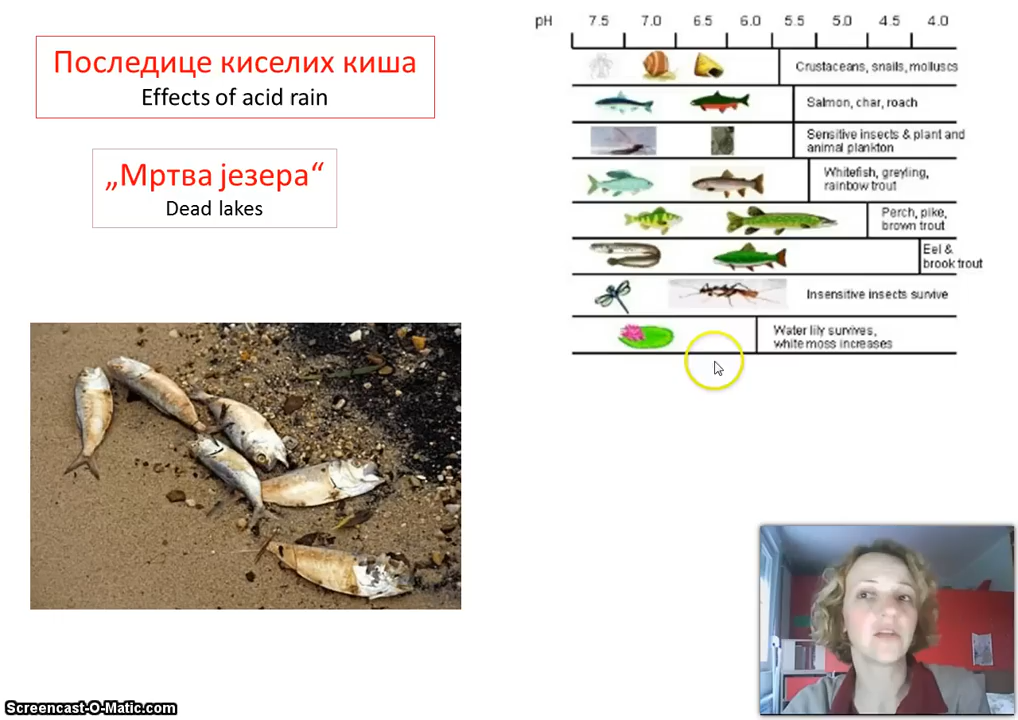 Последице киселих киша
Effects of acid rain
„Мртва језера“
Dead lakes
pH 7.5 7.0 6.5 6.0 5.5 5.0 4.5 4.0
Crustaceans, snails, molluscs
Salmon, char, roach
Sensitive insects & plant and
animal plankton
Whitefish, greyling,
rainbow trout
Perch, pike,
brown trout
Eel &
brook trout
Insensitive insects survive
Water lily survives,
white moss increases
Screencast-O-Matic.com